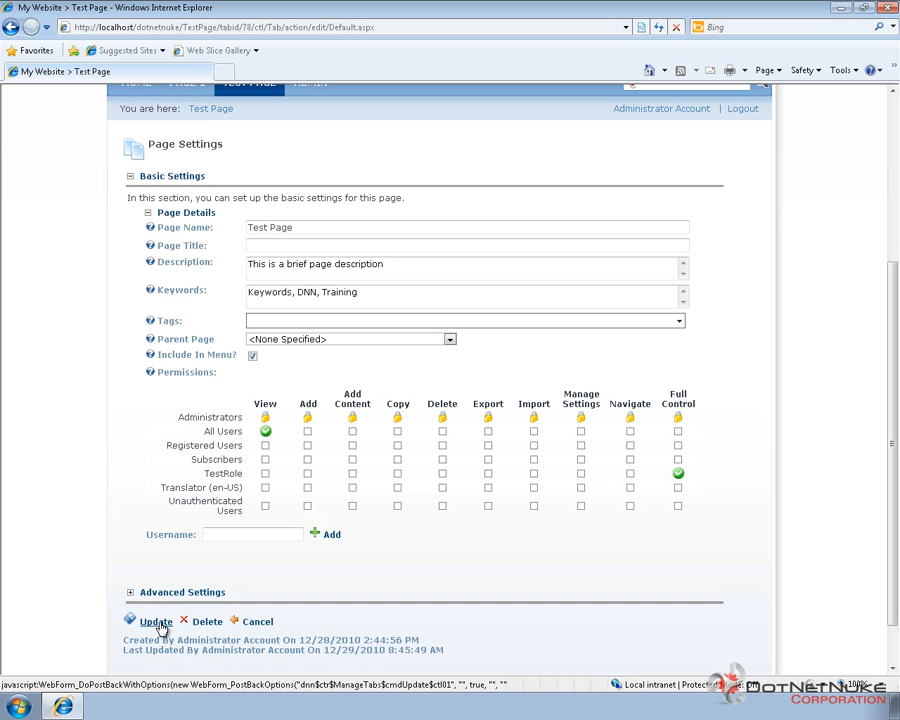 My Website > Test Page - Windows Internet Explorer
http://localhost/dotnetnuke/TestPage/tabid/78/ctl/Tab/action/edit/Default.aspx
Bing
Favorites
Suggested Sites
Web Slice Gallery
My Website > Test Page
Page
Safety
Tools
You are here: Test Page
Administrator Account | Logout
Page Settings
Basic Settings
In this section, you can set up the basic settings for this page.
Page Details
Page Name: Test Page
Page Title:
Description: This is a brief page description
Keywords: Keywords, DNN, Training
Tags:
Parent Page <None Specified>
Include In Menu?
Permissions:
View Add Add Content Copy Delete Export Import Manage Settings Navigate Full Control
Administrators
All Users
Registered Users
Subscribers
TestRole
Translator (en-US)
Unauthenticated
Users
Username: Add
Advanced Settings
Update Delete Cancel
Created By Administrator Account On 12/28/2010 2:44:56 PM
Last Updated By Administrator Account On 12/29/2010 8:45:49 AM
javascript:WebForm_DoPostBackWithOptions(new WebForm_PostBackOptions("dnn$ctr$ManageTabs$cmdUpdate$ctl01", "", true, "", ""
Local intranet | Protected Mode: Off
100%
DOTNETNUKE
CORPORATION